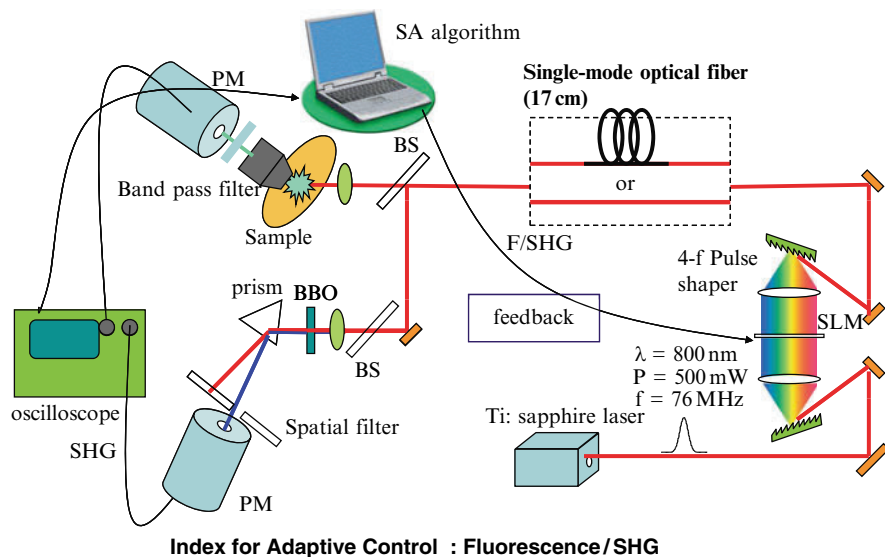 SA algorithm
PM
Single-mode optical fiber
(17 cm)
BS
Band pass filter
or
Sample
F/SHG
4-f Pulse
shaper
prism
BBO
feedback
SLM
BS
λ = 800 nm
P = 500 mW
f = 76 MHz
oscilloscope
Spatial filter
Ti: sapphire laser
SHG
PM
Index for Adaptive Control : Fluorescence/SHG